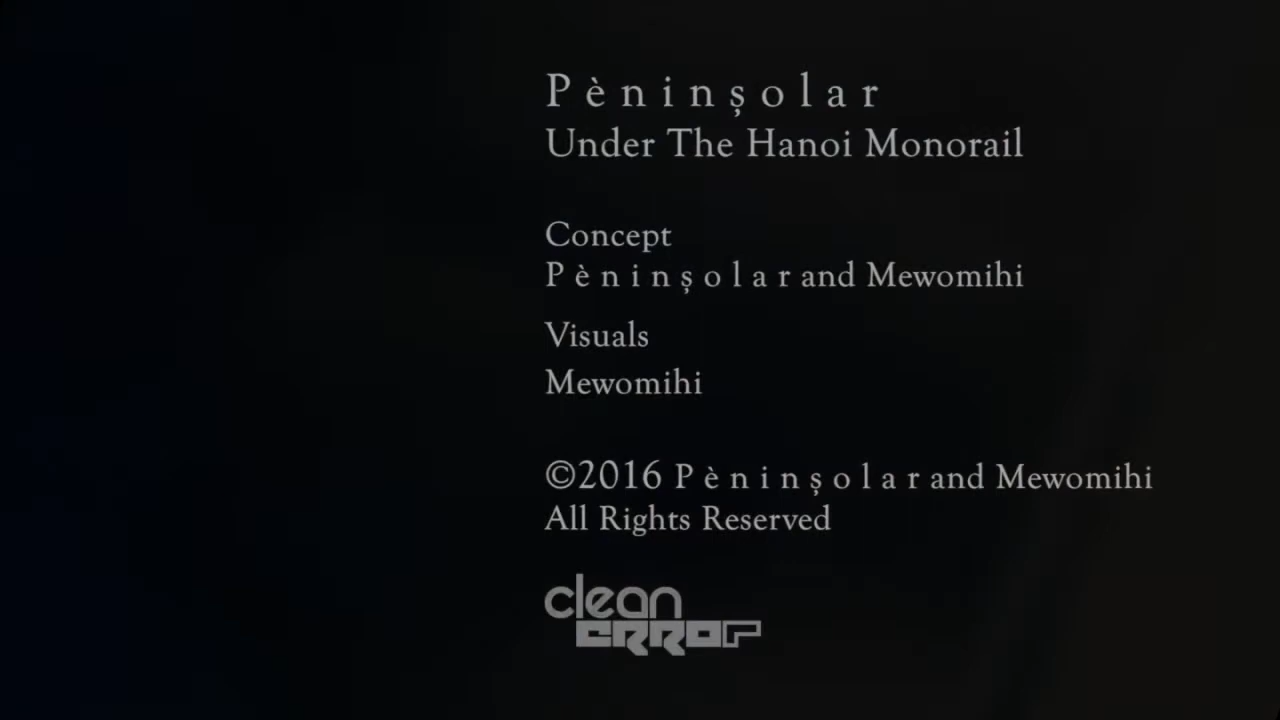 P è n i n ș o l a r
Under The Hanoi Monorail
Concept
P è n i n ș o l a r and Mewomihi
Visuals
Mewomihi
©2016 P è n i n ș o l a r and Mewomihi
All Rights Reserved
clean
error